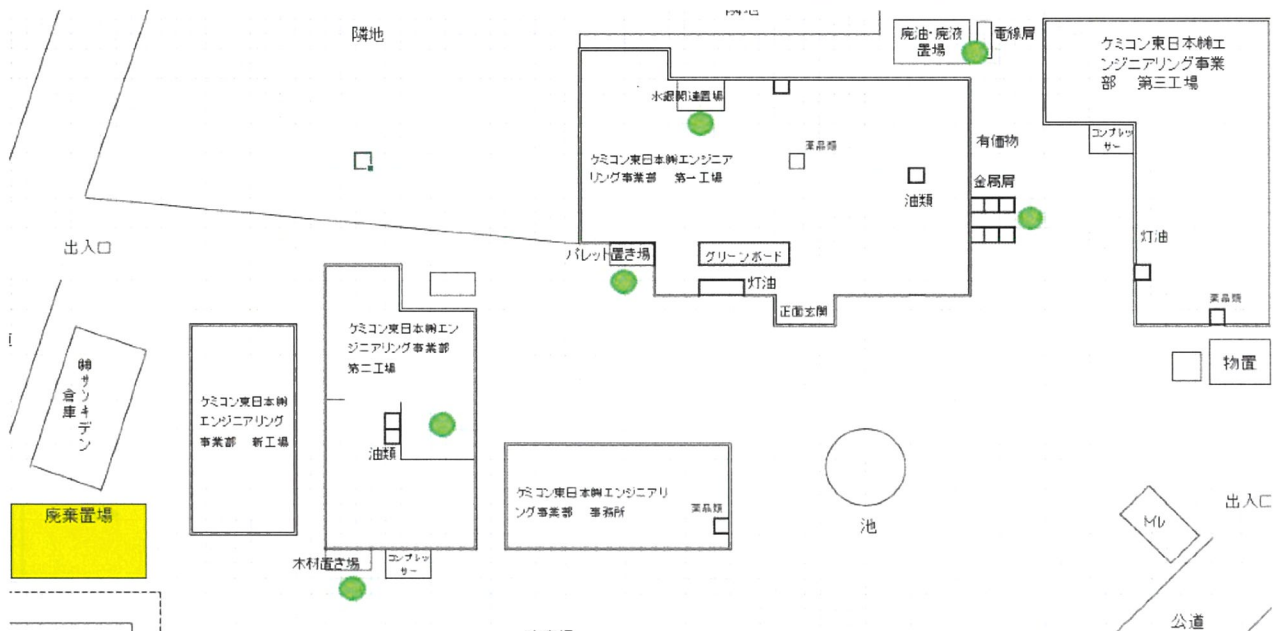 隣地
隣地
廃油・廃液
置場
電線屑
ケミコン東日本㈱エ
ンジニアリング事業
部 第三工場
水銀関連置場
コンプレッ
サー
有価物
薬品類
ケミコン東日本㈱エンジニア
リング事業部 第一工場
油類
金属屑
出入口
パレット置き場
グリーンボード
灯油
灯油
正面玄関
薬品類
ケミコン東日本㈱エン
ジニアリング事業部
第二工場
物置
㈱サンキデン
倉庫
ケミコン東日本㈱
エンジニアリング
事業部 新工場
油類
ケミコン東日本㈱エンジニアリ
ング事業部 事務所
薬品類
池
出入口
廃棄置場
木材置き場
コンプレッ
サー
公道